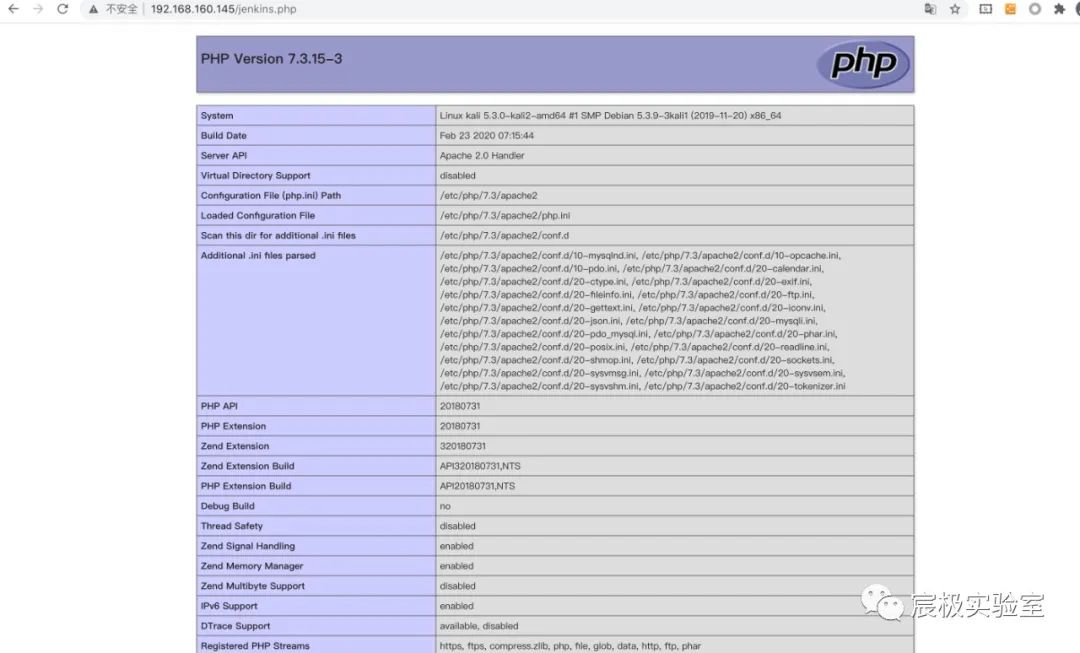 不安全 192.168.160.145/jenkins.php
PHP Version 7.3.15-3
php
System Linux kali 5.3.0-kali2-amd64 #1 SMP Debian 5.3.9-3kali1 (2019-11-20) x86_64
Build Date Feb 23 2020 07:15:44
Server API Apache 2.0 Handler
Virtual Directory Support disabled
Configuration File (php.ini) Path /etc/php/7.3/apache2
Loaded Configuration File /etc/php/7.3/apache2/php.ini
Scan this dir for additional .ini files /etc/php/7.3/apache2/conf.d
Additional .ini files parsed /etc/php/7.3/apache2/conf.d/10-mysqlnd.ini, /etc/php/7.3/apache2/conf.d/10-opcache.ini,
/etc/php/7.3/apache2/conf.d/10-pdo.ini, /etc/php/7.3/apache2/conf.d/20-calendar.ini,
/etc/php/7.3/apache2/conf.d/20-ctype.ini, /etc/php/7.3/apache2/conf.d/20-exif.ini,
/etc/php/7.3/apache2/conf.d/20-fileinfo.ini, /etc/php/7.3/apache2/conf.d/20-ftp.ini,
/etc/php/7.3/apache2/conf.d/20-gettext.ini, /etc/php/7.3/apache2/conf.d/20-iconv.ini,
/etc/php/7.3/apache2/conf.d/20-json.ini, /etc/php/7.3/apache2/conf.d/20-mysqli.ini,
/etc/php/7.3/apache2/conf.d/20-pdo_mysql.ini, /etc/php/7.3/apache2/conf.d/20-phar.ini,
/etc/php/7.3/apache2/conf.d/20-posix.ini, /etc/php/7.3/apache2/conf.d/20-readline.ini,
/etc/php/7.3/apache2/conf.d/20-shmop.ini, /etc/php/7.3/apache2/conf.d/20-sockets.ini,
/etc/php/7.3/apache2/conf.d/20-sysvmsg.ini, /etc/php/7.3/apache2/conf.d/20-sysvsem.ini,
/etc/php/7.3/apache2/conf.d/20-sysvshm.ini, /etc/php/7.3/apache2/conf.d/20-tokenizer.ini
PHP API 20180731
PHP Extension 20180731
Zend Extension 320180731
Zend Extension Build API320180731,NTS
PHP Extension Build API20180731,NTS
Debug Build no
Thread Safety disabled
Zend Signal Handling enabled
Zend Memory Manager enabled
Zend Multibyte Support disabled
IPv6 Support enabled
DTrace Support available, disabled
Registered PHP Streams https, ftps, compress.zlib, php, file, glob, data, http, ftp, phar
宸极实验室